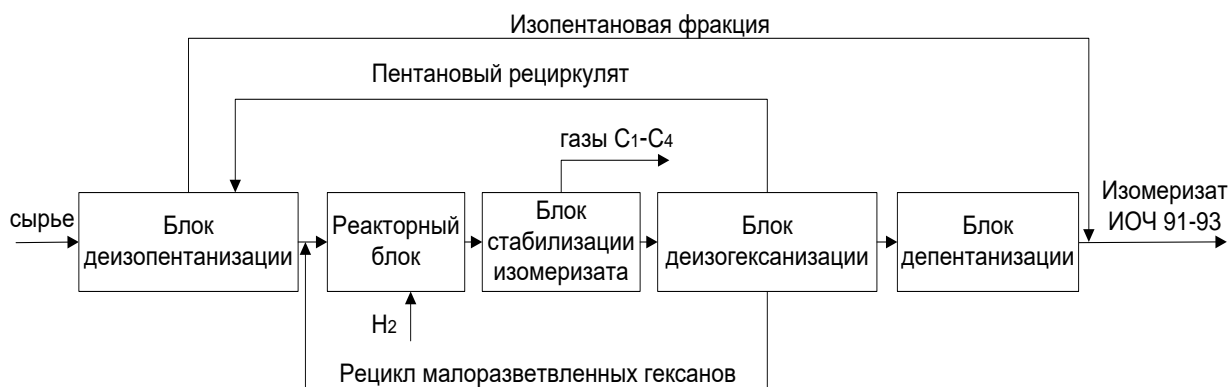 Изопентановая фракция
Пентановый рециркулят
газы C1-C4
сырье
Блок
деизопентанизации
Реакторный
блок
Блок
стабилизации
изомеризата
Блок
деизогексанизации
Блок
депентанизации
Изомеризат
ИОЧ 91-93
H2
Рецикл малоразветвленных гексанов